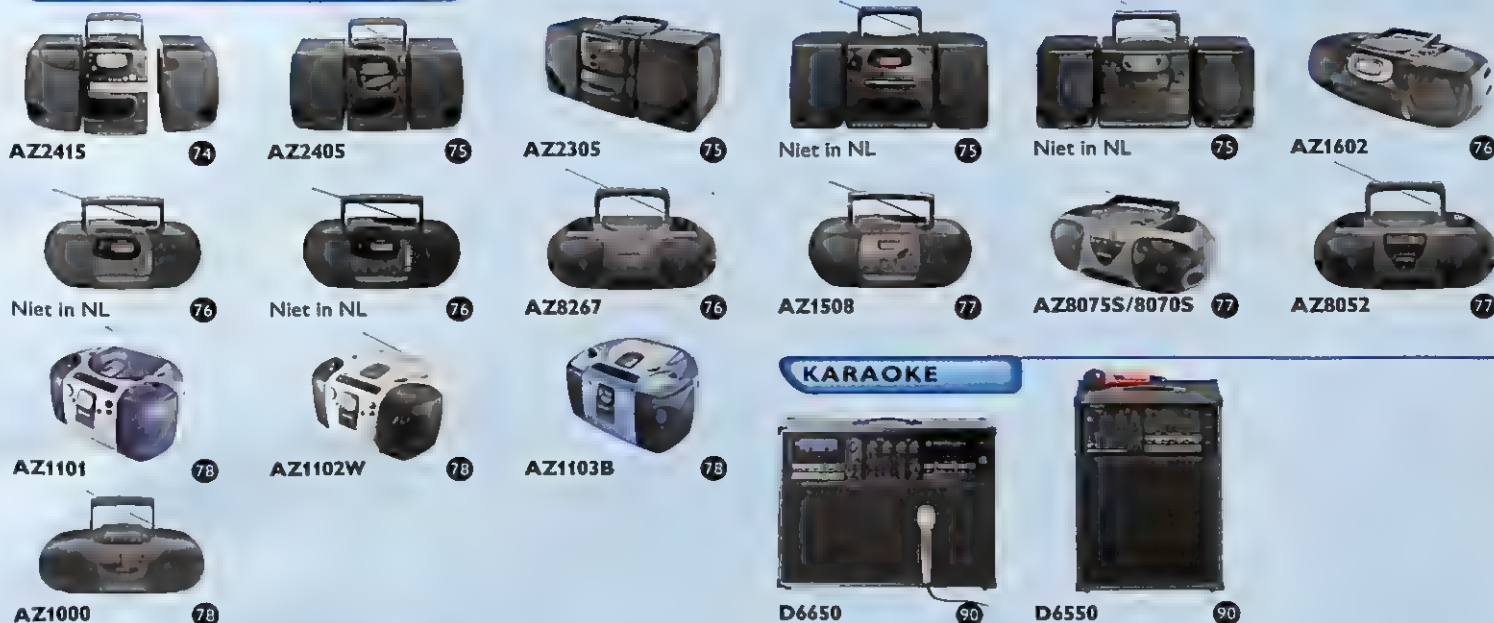 AZ2415 74 AZ2405 75 AZ2305 75 Niet in NL 75 Niet in NL 75 AZ1602 76
Niet in NL 76 Niet in NL 76 AZ8267 76 AZ1508 77 AZ8075S/8070S 77 AZ8052 77
KARAOKE
AZ1101 78 AZ1102W 78 AZ1103B 78
AZ1000 78 D6650 90 D6550 90